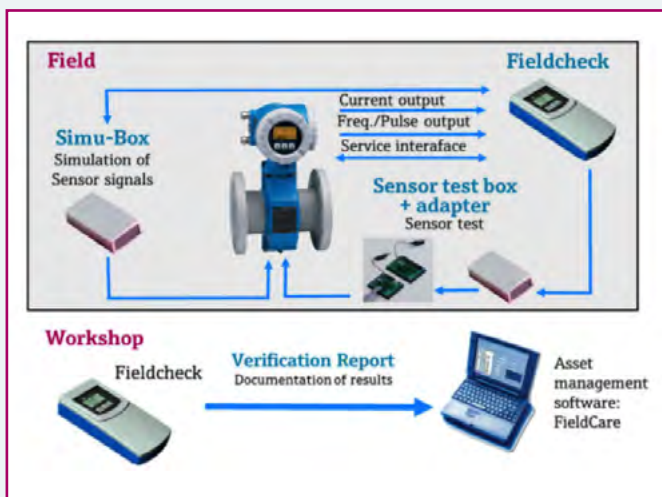 Field
Fieldcheck
Current output
Freq./Pulse output
Service interaface
Simu-Box
Simulation of
Sensor signals
Sensor test box
+ adapter
Sensor test
Workshop
Fieldcheck
Verification Report
Documentation of results
Asset
management
software:
FieldCare